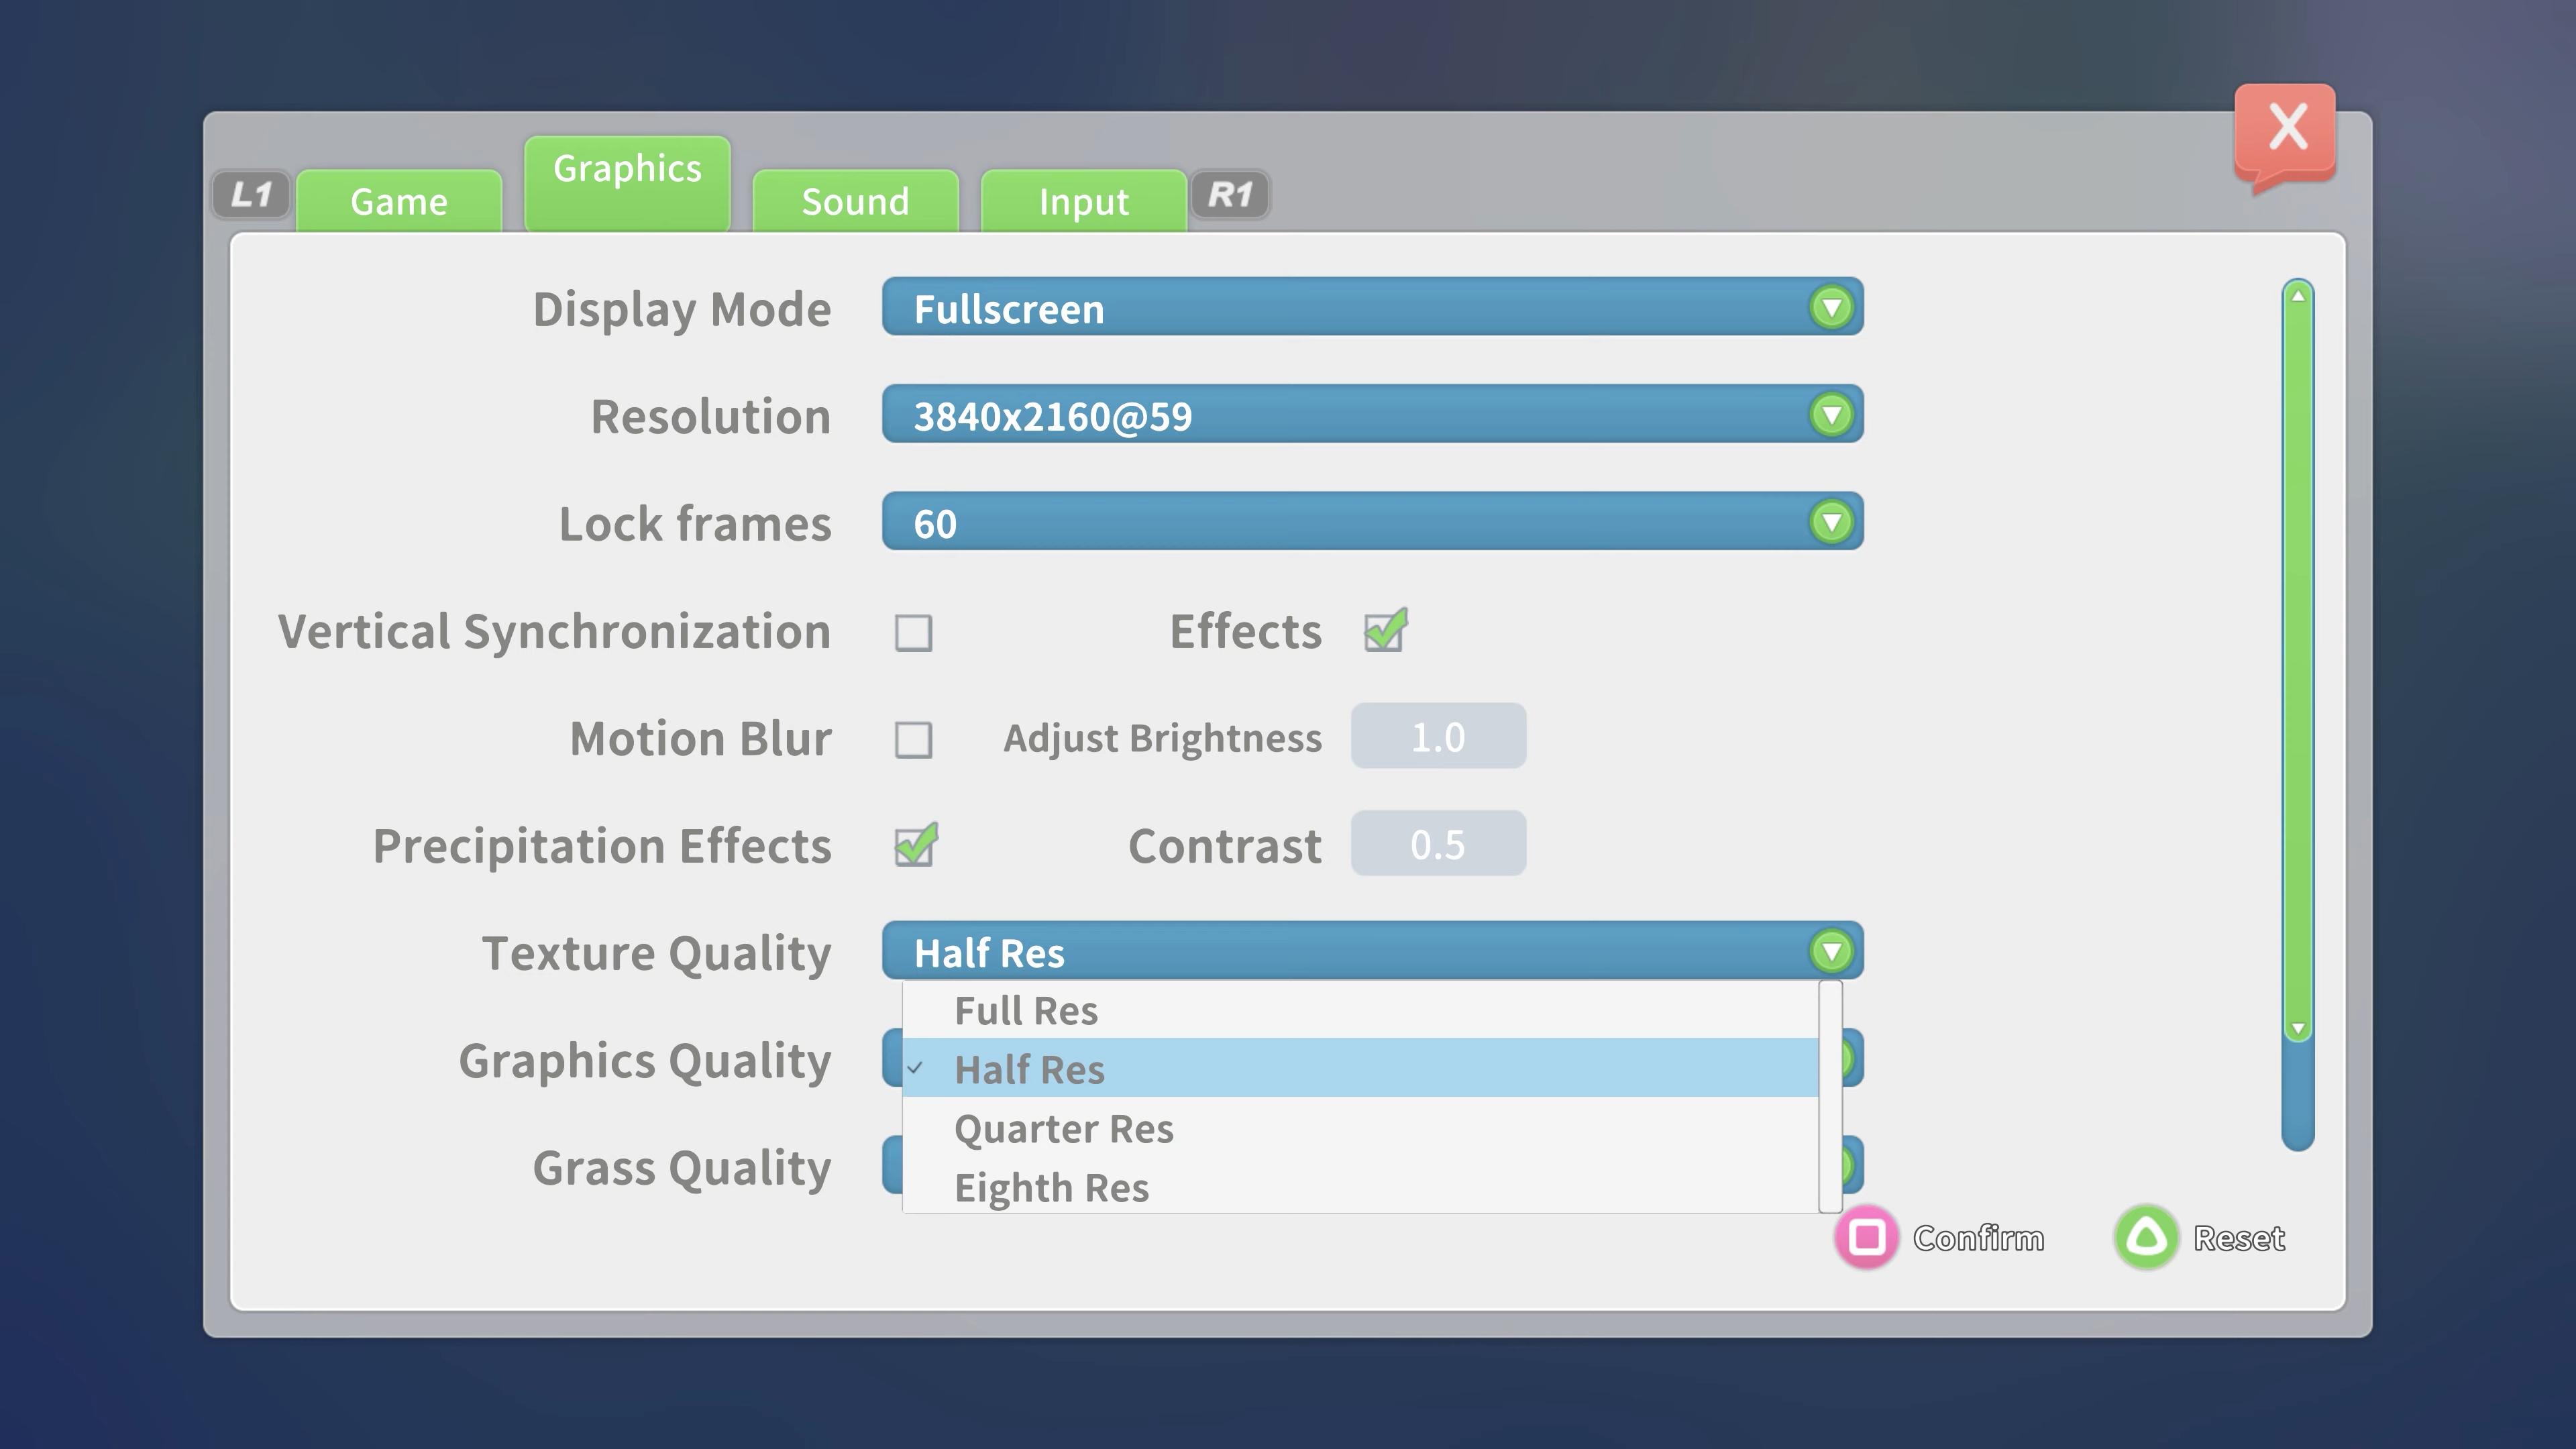 L1
Game
Graphics
Sound
Input
R1
X
Display Mode
Fullscreen
Resolution
3840x2160@59
Lock frames
60
Vertical Synchronization
Effects
Motion Blur
Adjust Brightness
1.0
Precipitation Effects
Contrast
0.5
Texture Quality
Half Res
Full Res
Half Res
Quarter Res
Eighth Res
Graphics Quality
Grass Quality
Confirm
Reset